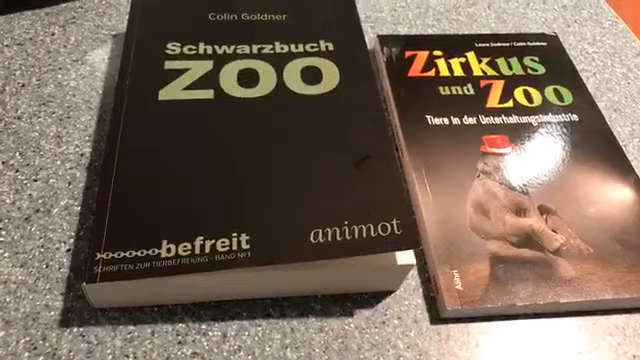 Colin Goldner
Schwarzbuch
ZOO
befreit
SCHRIFTEN ZUR TIERBEFREIUNG - BAND Nº1
animot
Laura Zodrow / Colin Goldner
Zirkus
und Zoo
Tiere in der Unterhaltungsindustrie
Alibri